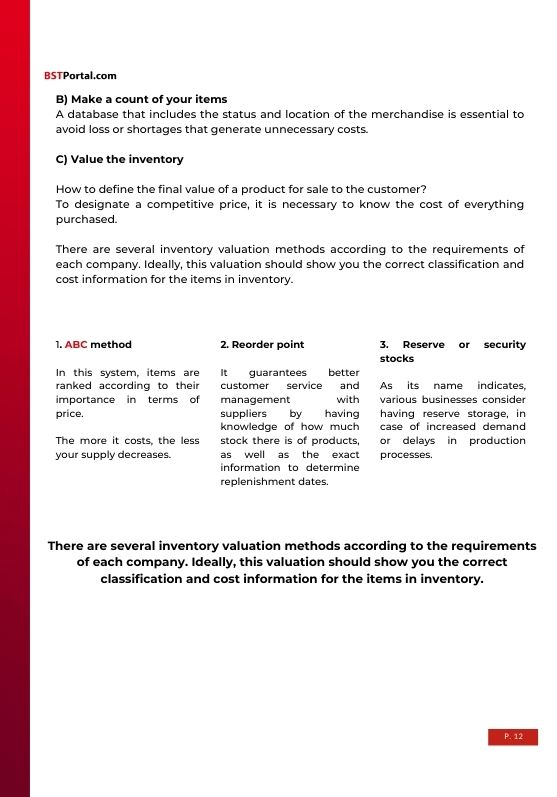 BSTPortal.com
B) Make a count of your items
A database that includes the status and location of the merchandise is essential to
avoid loss or shortages that generate unnecessary costs.
C) Value the inventory
How to define the final value of a product for sale to the customer?
To designate a competitive price, it is necessary to know the cost of everything
purchased.
There are several inventory valuation methods according to the requirements of
each company. Ideally, this valuation should show you the correct classification and
cost information for the items in inventory.
1. ABC method
In this system, items are
ranked according to their
importance in terms of
price.
The more it costs, the less
your supply decreases.
2. Reorder point
It guarantees better
customer service and
management with
suppliers by having
knowledge of how much
stock there is of products,
as well as the exact
information to determine
replenishment dates.
3. Reserve or security
stocks
As its name indicates,
various businesses consider
having reserve storage, in
case of increased demand
or delays in production
processes.
There are several inventory valuation methods according to the requirements
of each company. Ideally, this valuation should show you the correct
classification and cost information for the items in inventory.
P. 12